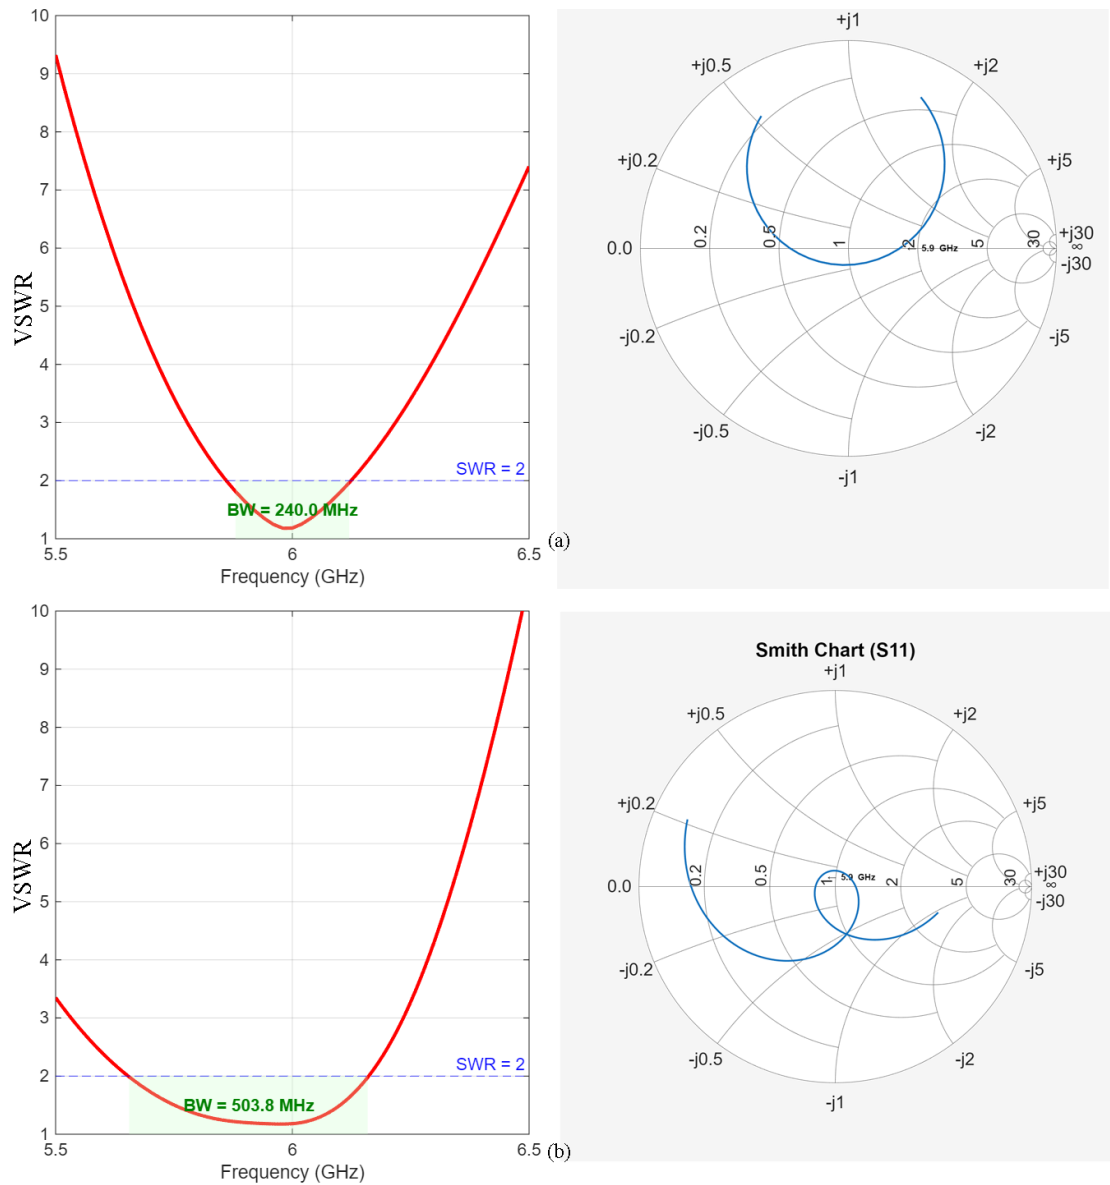 10
9
8
7
6
5
4
3
2
1
VSWR
SWR = 2
BW = 240.0 MHz
5.5
6
6.5
Frequency (GHz)
(a)
+j1
+j0.5
+j2
+j0.2
+j5
0.0
0.2
0.5
1
2
5.9 GHz
5
30
+j30
∞
-j30
-j0.2
-j5
-j0.5
-j2
-j1
10
9
8
7
6
5
4
3
2
1
VSWR
SWR = 2
BW = 503.8 MHz
5.5
6
6.5
Frequency (GHz)
(b)
Smith Chart (S11)
+j1
+j0.5
+j2
+j0.2
+j5
0.0
0.2
0.5
1
5.9 GHz
2
5
30
+j30
∞
-j30
-j0.2
-j5
-j0.5
-j2
-j1